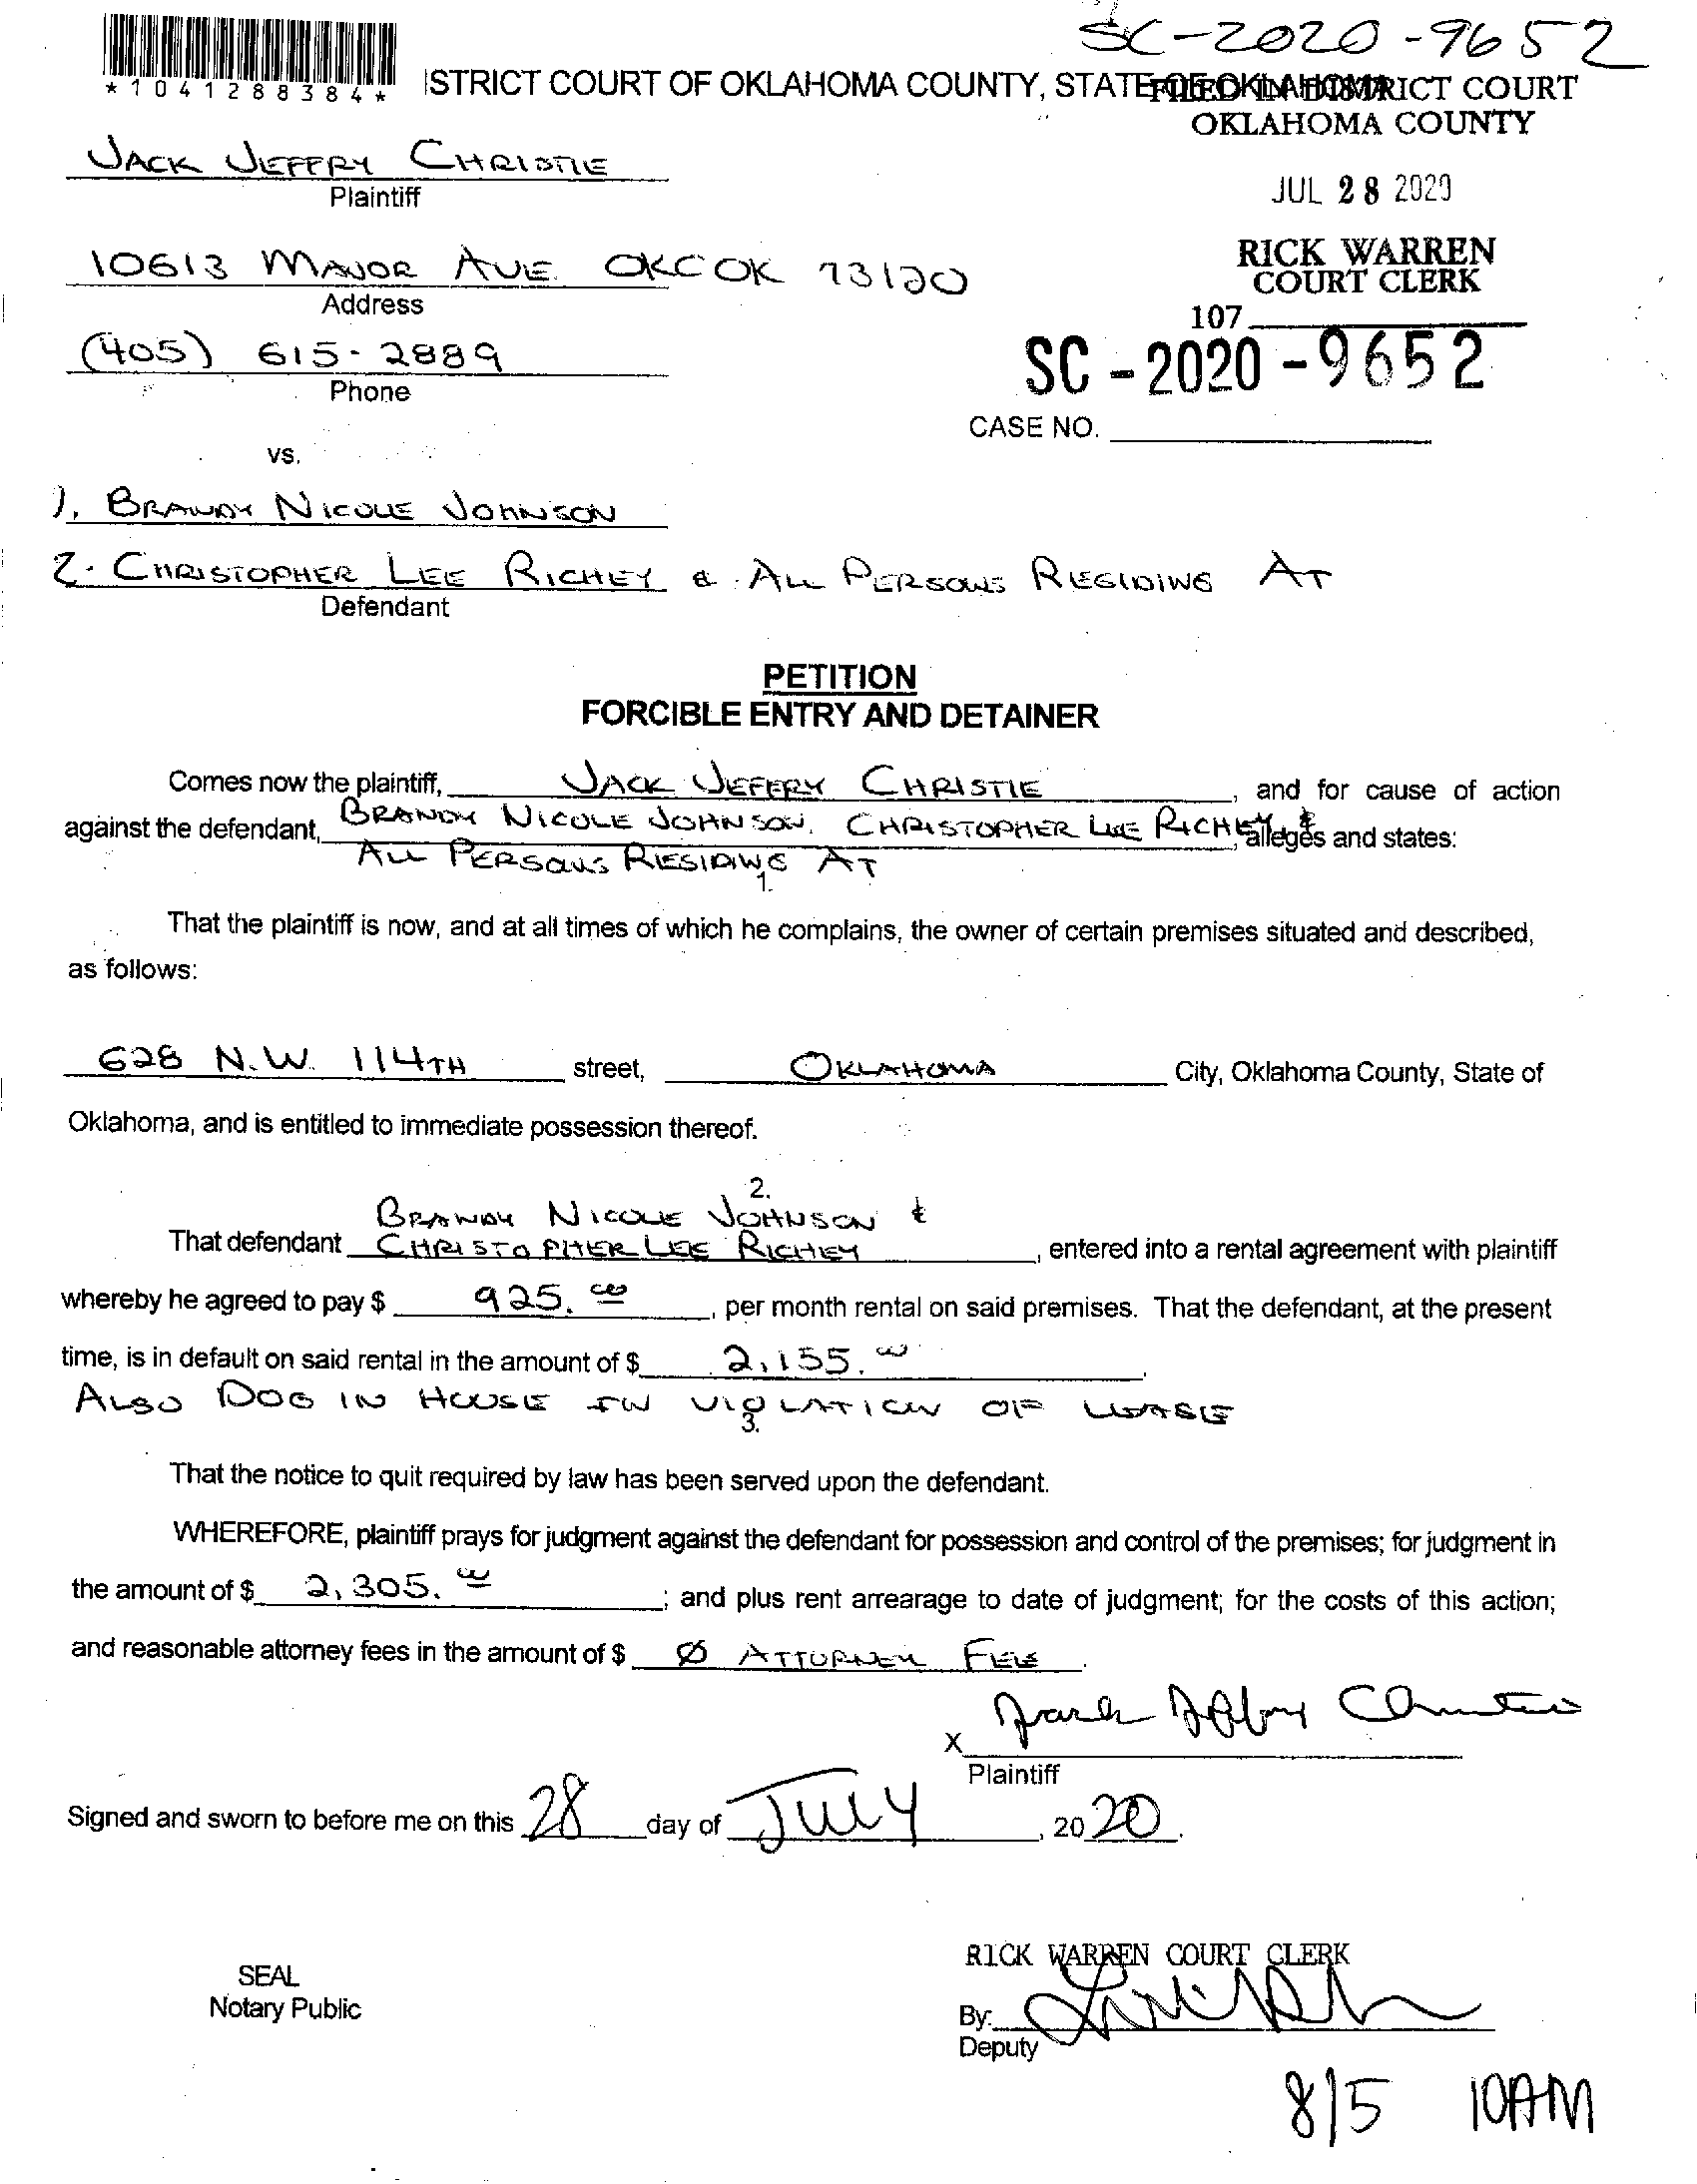 SC-2020-9652
*1041288384*
ISTRICT COURT OF OKLAHOMA COUNTY, STATE OF OKLAHOMA
FILED IN DISTRICT COURT
OKLAHOMA COUNTY
JACK JEFFRY CHRISTIE
Plaintiff
JUL 28 2020
10613 MAJOR AVE. OKC OK 73120
Address
RICK WARREN
COURT CLERK
107
(405) 615-2889
Phone
SC-2020-9652
CASE NO.
vs.
1. BRANDY NICOLE JOHNSON
2. CHRISTOPHER LEE RICHEY & ALL PERSONS RESIDING AT
Defendant
PETITION
FORCIBLE ENTRY AND DETAINER
Comes now the plaintiff, JACK JEFFERY CHRISTIE, and for cause of action
against the defendant, BRANDY NICOLE JOHNSON, CHRISTOPHER LEE RICHEY & alleges and states:
ALL PERSONS RESIDING AT
1.
That the plaintiff is now, and at all times of which he complains, the owner of certain premises situated and described,
as follows:
628 N.W. 114TH street, OKLAHOMA City, Oklahoma County, State of
Oklahoma, and is entitled to immediate possession thereof.
2.
BRANDY NICOLE JOHNSON &
That defendant CHRISTOPHER LEE RICHEY, entered into a rental agreement with plaintiff
whereby he agreed to pay $ 925.00, per month rental on said premises. That the defendant, at the present
time, is in default on said rental in the amount of $ 2,155.00.
ALSO DOG IN HOUSE IN VIOLATION OF LEASE
3.
That the notice to quit required by law has been served upon the defendant.
WHEREFORE, plaintiff prays for judgment against the defendant for possession and control of the premises; for judgment in
the amount of $ 2,305.00; and plus rent arrearage to date of judgment; for the costs of this action;
and reasonable attorney fees in the amount of $ Ø ATTORNEY FEES.
X Jack Jeffery Christie
Plaintiff
Signed and sworn to before me on this 28 day of July, 2020.
RICK WARREN COURT CLERK
SEAL
Notary Public
By:
Deputy
8/5 10AM